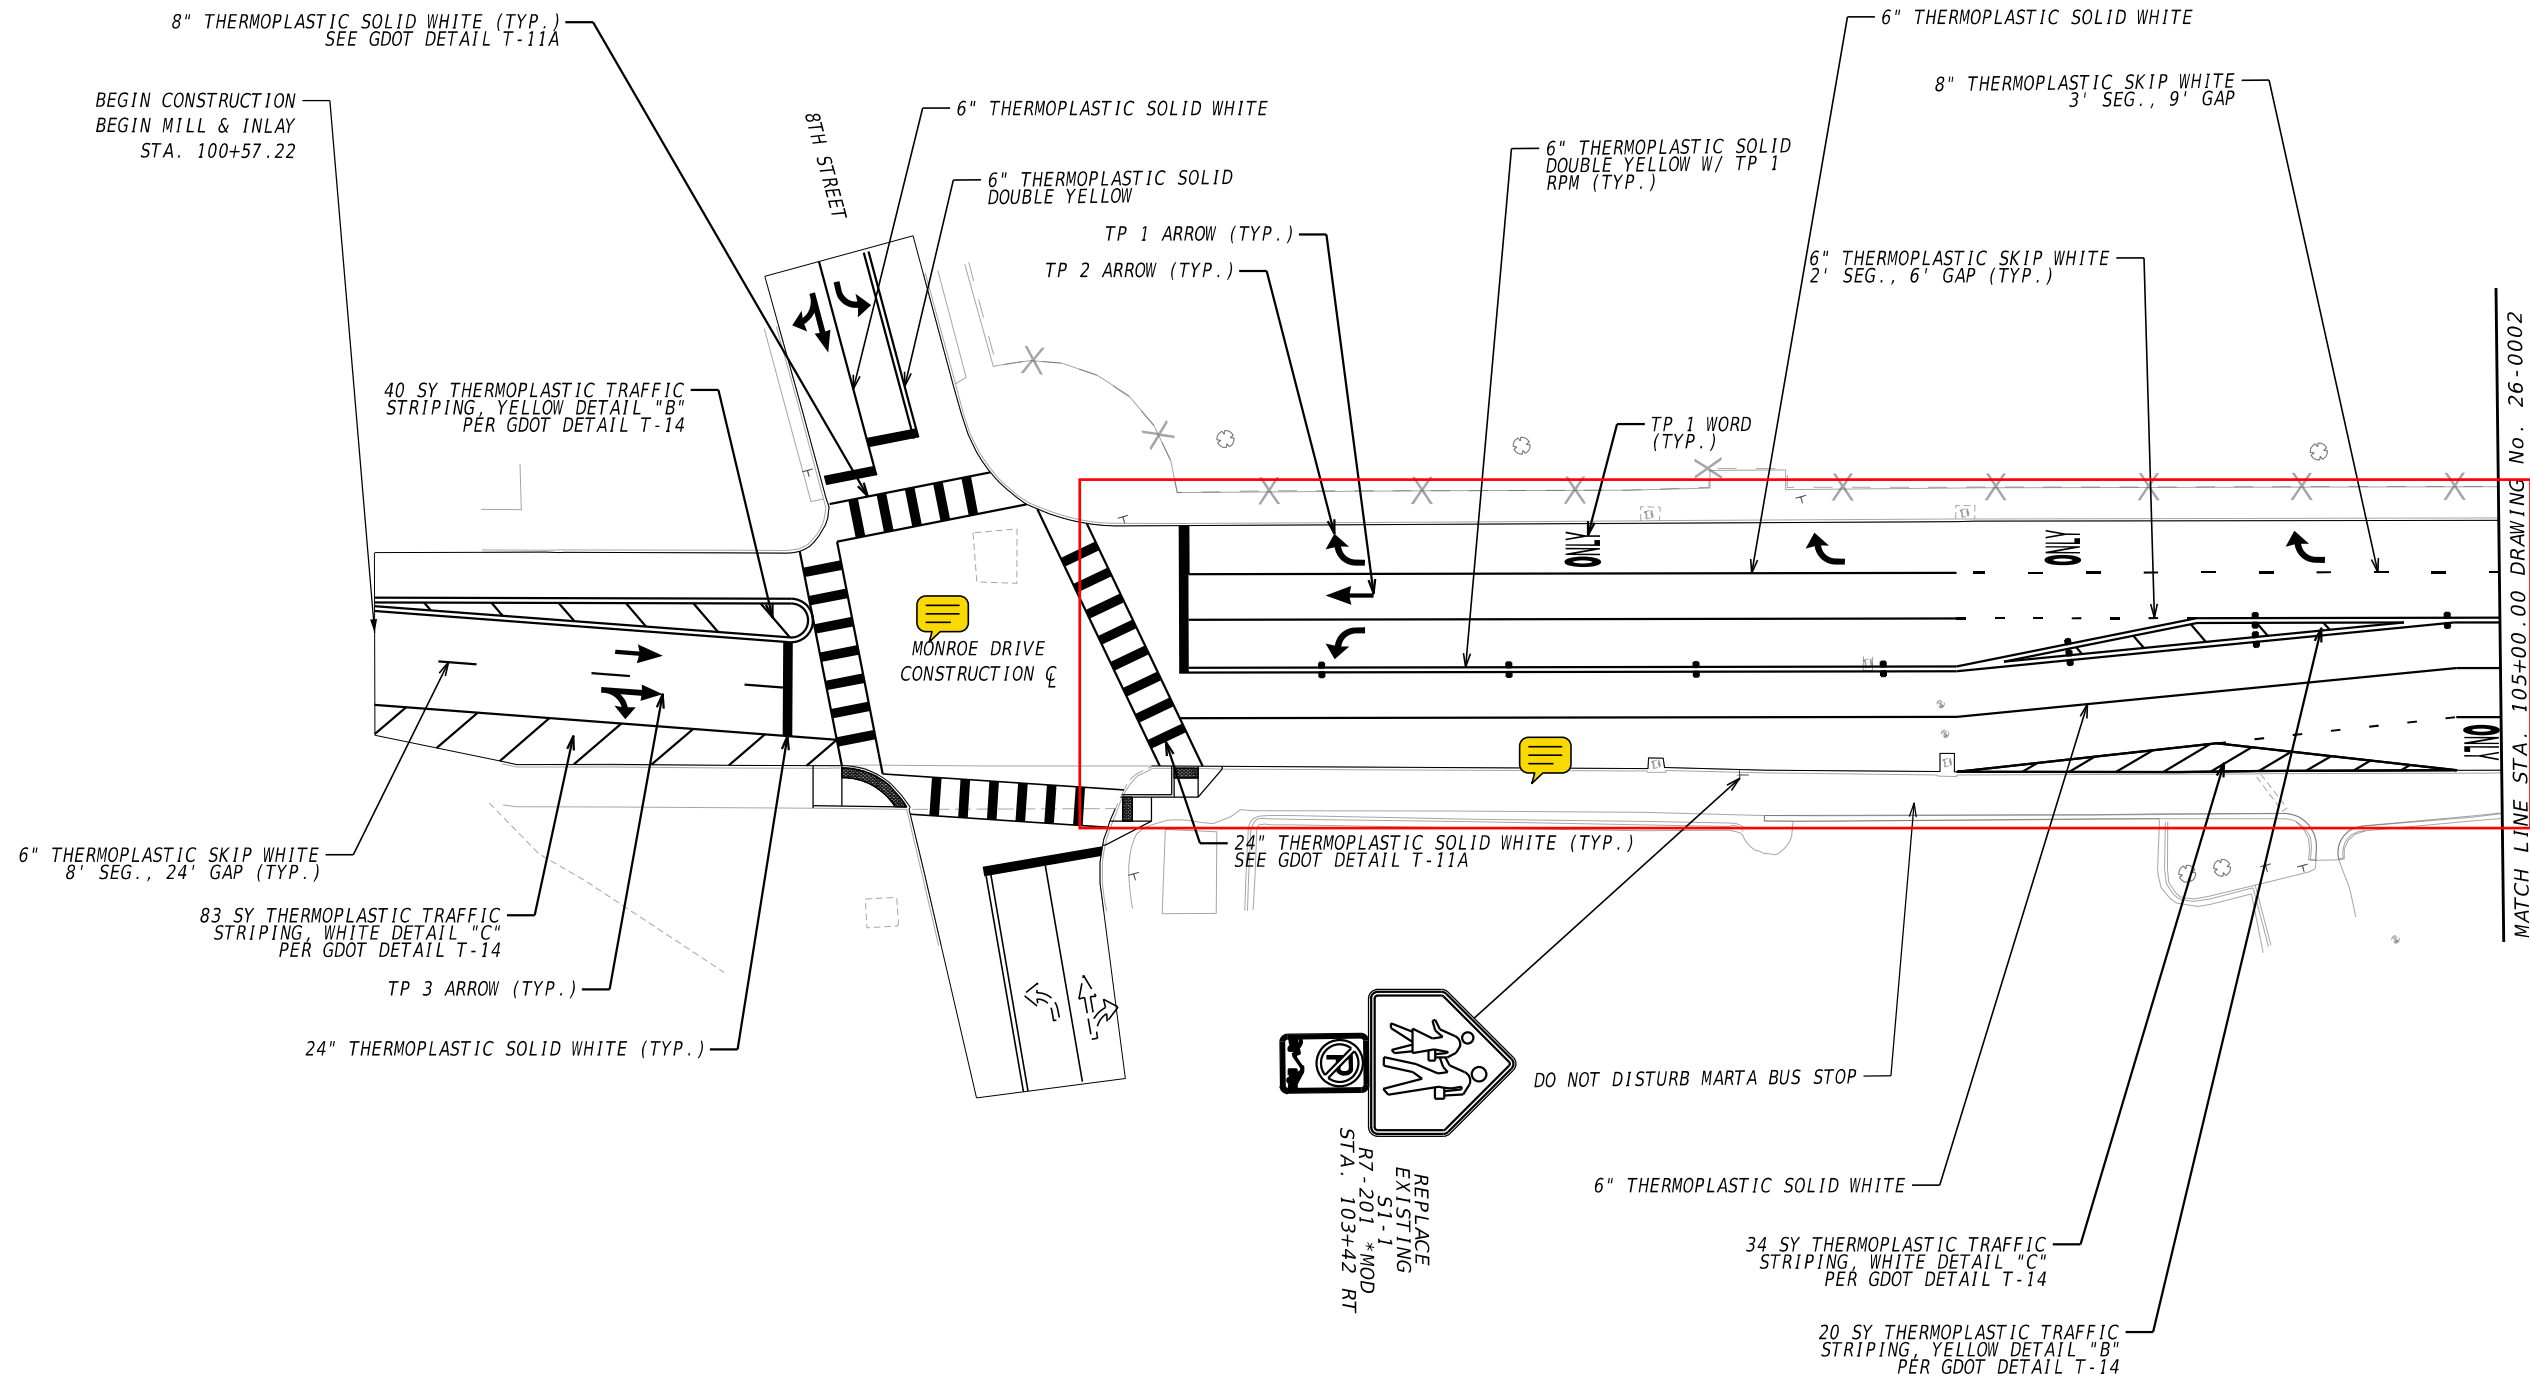 8" THERMOPLASTIC SOLID WHITE (TYP.)
SEE GDOT DETAIL T-11A
6" THERMOPLASTIC SOLID WHITE
8" THERMOPLASTIC SKIP WHITE
3' SEG., 9' GAP
BEGIN CONSTRUCTION
BEGIN MILL & INLAY
STA. 100+57.22
8TH STREET
6" THERMOPLASTIC SOLID WHITE
6" THERMOPLASTIC SOLID
DOUBLE YELLOW
6" THERMOPLASTIC SOLID
DOUBLE YELLOW W/ TP 1
RPM (TYP.)
TP 1 ARROW (TYP.)
TP 2 ARROW (TYP.)
6" THERMOPLASTIC SKIP WHITE
2' SEG., 6' GAP (TYP.)
40 SY THERMOPLASTIC TRAFFIC
STRIPING, YELLOW DETAIL "B"
PER GDOT DETAIL T-14
TP 1 WORD
(TYP.)
ONLY
ONLY
MONROE DRIVE
CONSTRUCTION ℄
MATCH LINE STA. 105+00.00 DRAWING No. 26-0002
6" THERMOPLASTIC SKIP WHITE
8' SEG., 24' GAP (TYP.)
24" THERMOPLASTIC SOLID WHITE (TYP.)
SEE GDOT DETAIL T-11A
83 SY THERMOPLASTIC TRAFFIC
STRIPING, WHITE DETAIL "C"
PER GDOT DETAIL T-14
TP 3 ARROW (TYP.)
24" THERMOPLASTIC SOLID WHITE (TYP.)
P
DO NOT DISTURB MARTA BUS STOP
REPLACE
EXISTING
S1-1
R7-201 *MOD
STA. 103+42 RT
6" THERMOPLASTIC SOLID WHITE
34 SY THERMOPLASTIC TRAFFIC
STRIPING, WHITE DETAIL "C"
PER GDOT DETAIL T-14
20 SY THERMOPLASTIC TRAFFIC
STRIPING, YELLOW DETAIL "B"
PER GDOT DETAIL T-14